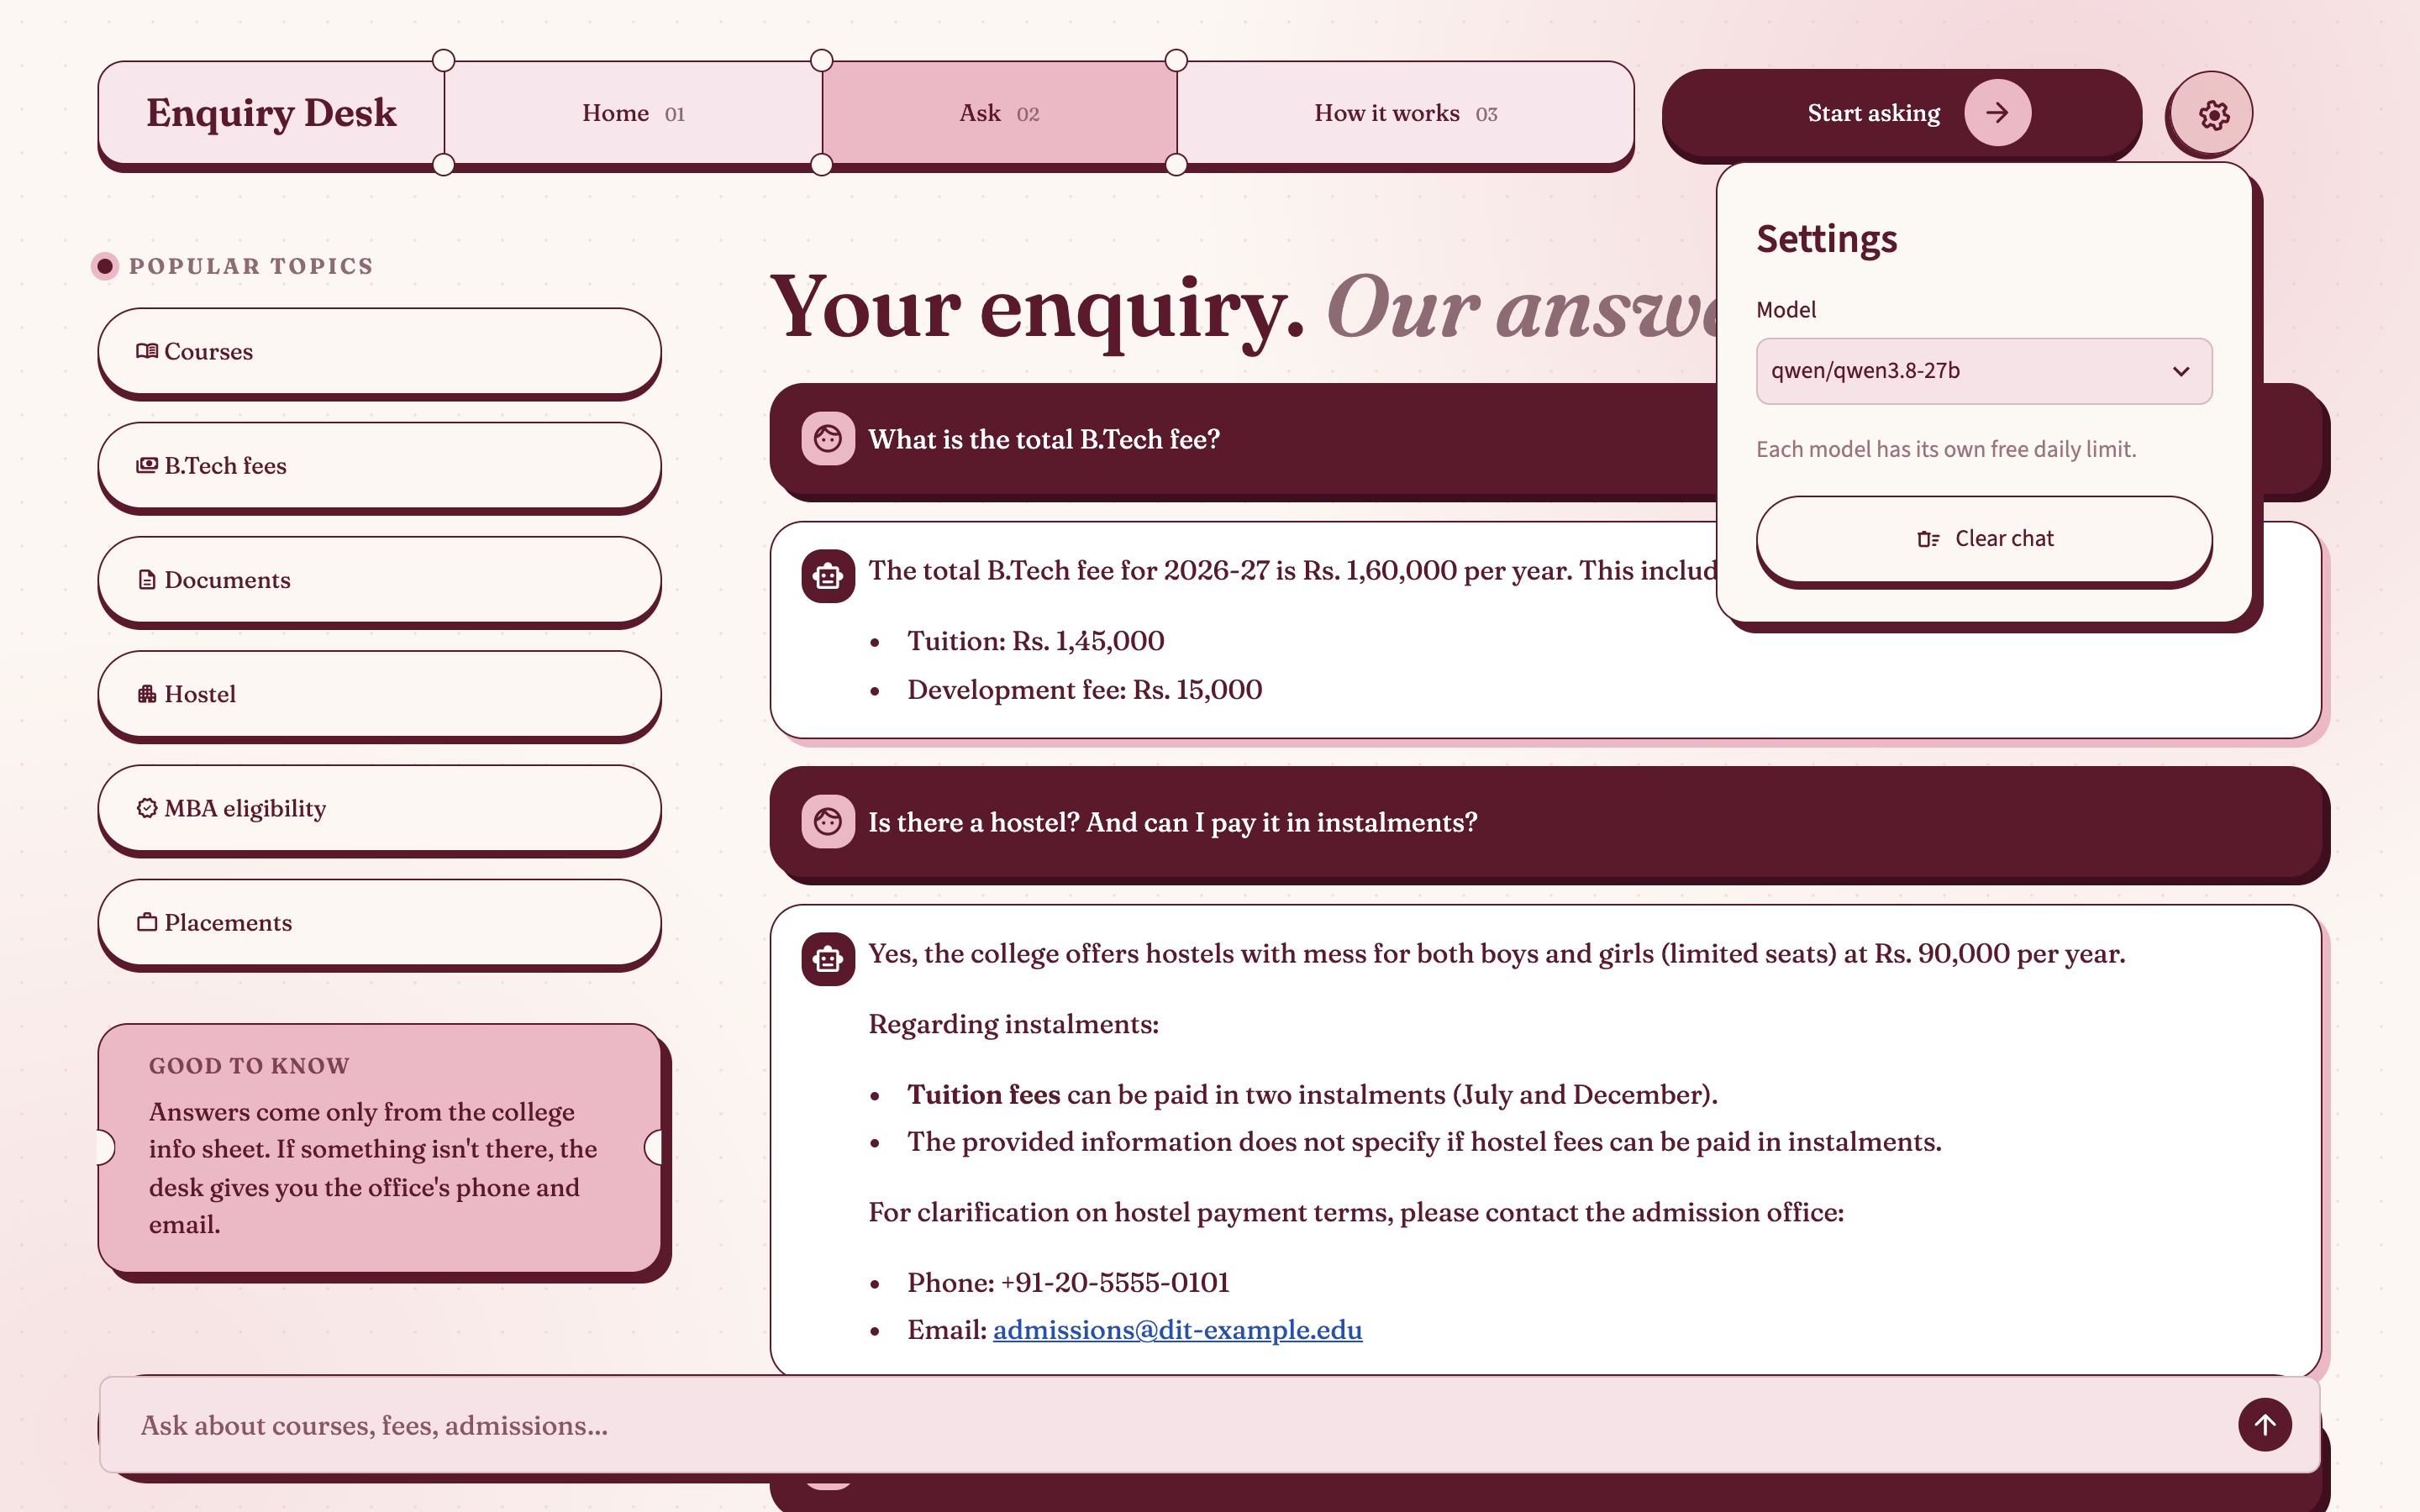 Enquiry Desk
Home 01
Ask 02
How it works 03
Start asking
POPULAR TOPICS
Courses
B.Tech fees
Documents
Hostel
MBA eligibility
Placements
GOOD TO KNOW
Answers come only from the college
info sheet. If something isn't there, the
desk gives you the office's phone and
email.
Your enquiry. Our answ
Settings
Model
qwen/qwen3.8-27b
Each model has its own free daily limit.
Clear chat
What is the total B.Tech fee?
The total B.Tech fee for 2026-27 is Rs. 1,60,000 per year. This includ
• Tuition: Rs. 1,45,000
• Development fee: Rs. 15,000
Is there a hostel? And can I pay it in instalments?
Yes, the college offers hostels with mess for both boys and girls (limited seats) at Rs. 90,000 per year.
Regarding instalments:
• Tuition fees can be paid in two instalments (July and December).
• The provided information does not specify if hostel fees can be paid in instalments.
For clarification on hostel payment terms, please contact the admission office:
• Phone: +91-20-5555-0101
• Email: admissions@dit-example.edu
Ask about courses, fees, admissions...